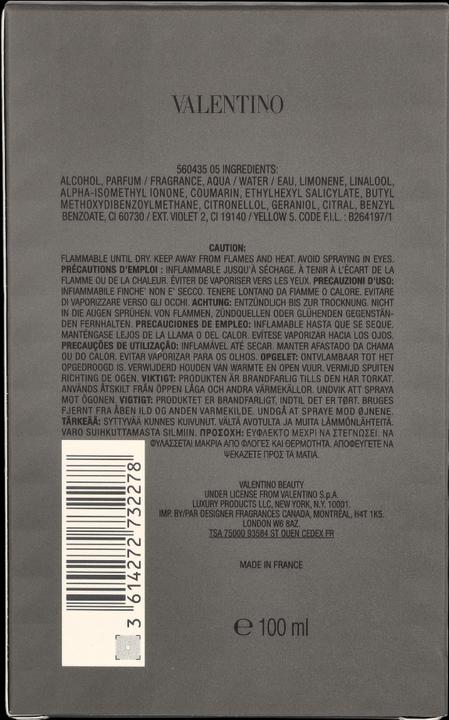 VALENTINO
560435 05 INGREDIENTS:
ALCOHOL, PARFUM / FRAGRANCE, AQUA / WATER / EAU, LIMONENE, LINALOOL,
ALPHA-ISOMETHYL IONONE, COUMARIN, ETHYLHEXYL SALICYLATE, BUTYL
METHOXYDIBENZOYLMETHANE, CITRONELLOL, GERANIOL, CITRAL, BENZYL
BENZOATE, CI 60730 / EXT. VIOLET 2, CI 19140 / YELLOW 5. CODE F.I.L. : B264197/1
CAUTION:
FLAMMABLE UNTIL DRY. KEEP AWAY FROM FLAMES AND HEAT. AVOID SPRAYING IN EYES.
PRÉCAUTIONS D'EMPLOI : INFLAMMABLE JUSQU'À SÉCHAGE. À TENIR À L'ÉCART DE LA
FLAMME OU DE LA CHALEUR. ÉVITER DE VAPORISER VERS LES YEUX. PRECAUZIONI D'USO:
INFIAMMABILE FINCHE' NON E' SECCO. TENERE LONTANO DA FIAMME O CALORE. EVITARE
DI VAPORIZZARE VERSO GLI OCCHI. ACHTUNG: ENTZÜNDLICH BIS ZUR TROCKNUNG. NICHT
IN DIE AUGEN SPRÜHEN. VON FLAMMEN, ZÜNDQUELLEN ODER GLÜHENDEN GEGENSTÄN-
DEN FERNHALTEN. PRECAUCIONES DE EMPLEO: INFLAMABLE HASTA QUE SE SEQUE.
MANTÉNGASE LEJOS DE LA LLAMA O DEL CALOR. EVÍTESE VAPORIZAR HACIA LOS OJOS.
PRECAUÇÕES DE UTILIZAÇÃO: INFLAMÁVEL ATÉ SECAR. MANTER AFASTADO DA CHAMA
OU DO CALOR. EVITAR VAPORIZAR PARA OS OLHOS. OPGELET: ONTVLAMBAAR TOT HET
OPGEDROOGD IS. VERWIJDERD HOUDEN VAN WARMTE EN OPEN VUUR. VERMIJD SPUITEN
RICHTING DE OGEN. VIKTIGT: PRODUKTEN ÄR BRANDFARLIG TILLS DEN HAR TORKAT.
ANVÄNDS ÅTSKILT FRÅN ÖPPEN LÅGA OCH ANDRA VÄRMEKÄLLOR. UNDVIK ATT SPRAYA
MOT ÖGONEN. VIGTIGT: PRODUKTET ER BRANDFARLIGT, INDTIL DET ER TØRT. BRUGES
FJERNT FRA ÅBEN ILD OG ANDEN VARMEKILDE. UNDGÅ AT SPRAYE MOD ØJNENE.
TÄRKEÄÄ: SYTTYVÄÄ KUNNES KUIVUNUT. VÄLTÄ AVOTULTA JA MUITA LÄMMÖNLÄHTEITÄ.
VARO SUIHKUTTAMASTA SILMIIN. ΠΡΟΣΟΧΗ: ΕΥΦΛΕΚΤΟ ΜΕΧΡΙ ΝΑ ΣΤΕΓΝΩΣΕΙ. ΝΑ
ΦΥΛΑΣΣΕΤΑΙ ΜΑΚΡΙΑ ΑΠΟ ΦΛΟΓΕΣ ΚΑΙ ΘΕΡΜΟΤΗΤΑ. ΑΠΟΦΕΥΓΕΤΕ ΝΑ
ΨΕΚΑΖΕΤΕ ΠΡΟΣ ΤΑ ΜΑΤΙΑ.
VALENTINO BEAUTY
UNDER LICENSE FROM VALENTINO S.p.A.
LUXURY PRODUCTS LLC, NEW YORK, N.Y. 10001.
IMP. BY/PAR DESIGNER FRAGRANCES CANADA, MONTRÉAL, H4T 1K5.
LONDON W6 8AZ.
TSA 75000 93584 ST OUEN CEDEX FR
MADE IN FRANCE
e 100 ml
3 614272 732278